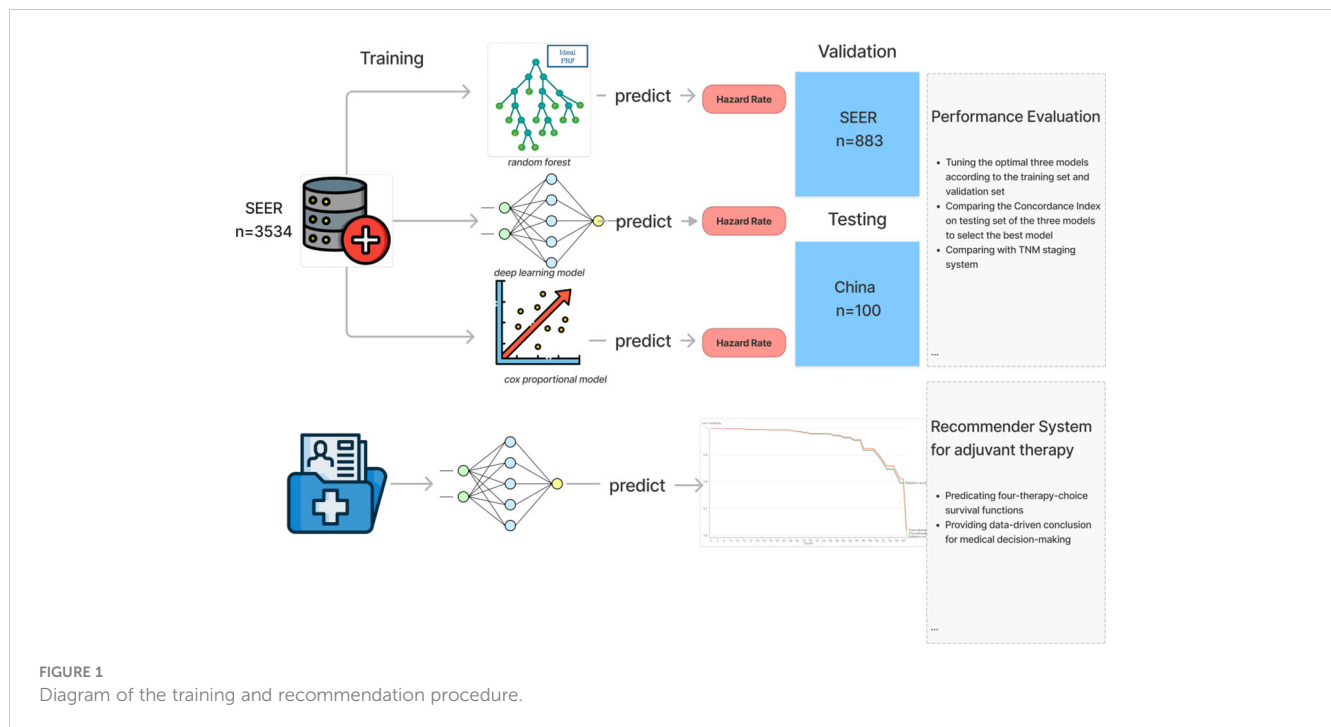 Training
Ideal
PRF
random forest
SEER
n=3534
deep learning model
cox proportional model
predict
Hazard Rate
predict
Hazard Rate
predict
Hazard Rate
Validation
SEER
n=883
Testing
China
n=100
Performance Evaluation
• Tuning the optimal three models
according to the training set and
validation set
• Comparing the Concordance Index
on testing set of the three models
to select the best model
• Comparing with TNM staging
system
...
predict
Recommender System
for adjuvant therapy
• Predicating four-therapy-choice
survival functions
• Providing data-driven conclusion
for medical decision-making
...
FIGURE 1
Diagram of the training and recommendation procedure.